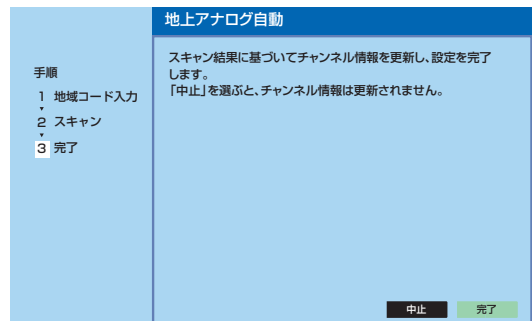 地上アナログ自動
手順
1 地域コード入力
2 スキャン
3 完了
スキャン結果に基づいてチャンネル情報を更新し、設定を完了
します。
「中止」を選ぶと、チャンネル情報は更新されません。
中止 完了